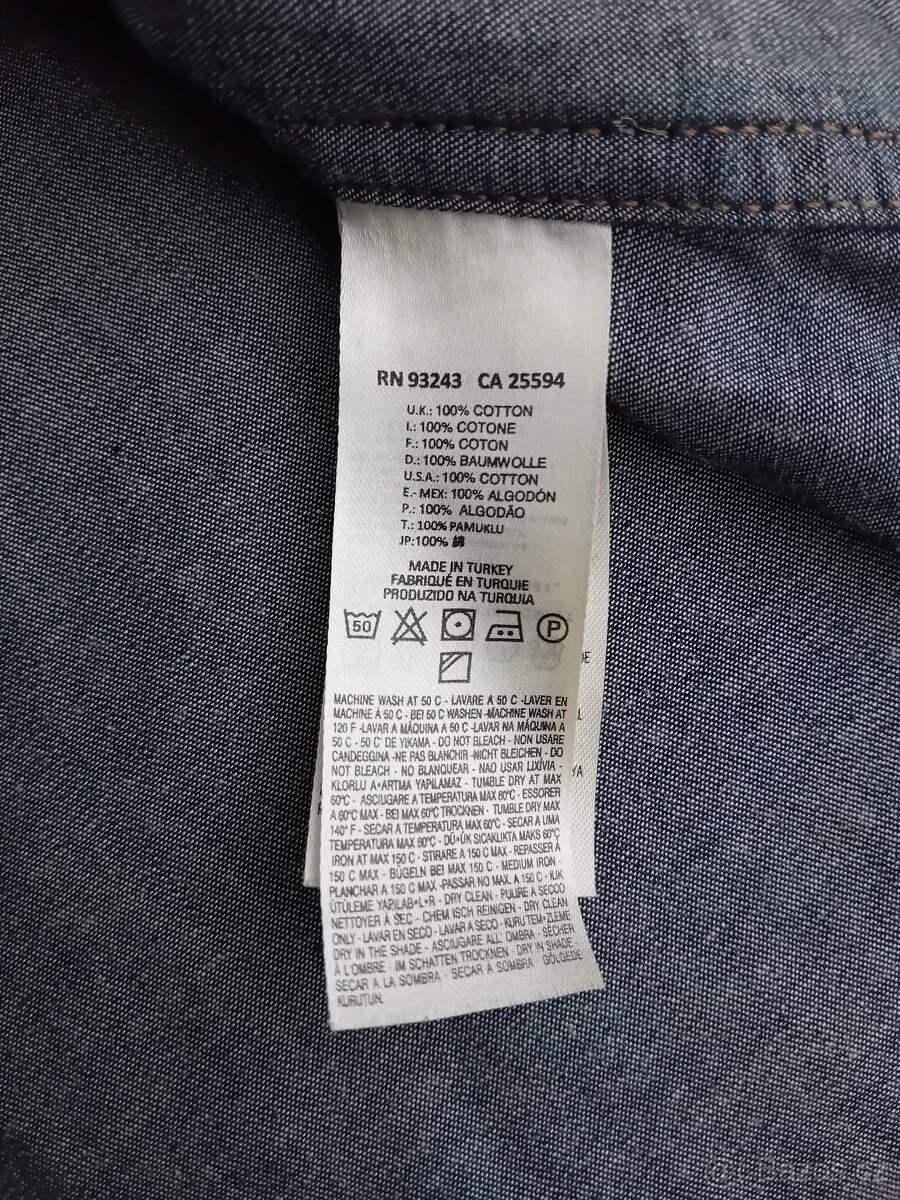 RN 93243 CA 25594
U.K.: 100% COTTON
I.: 100% COTONE
F.: 100% COTON
D.: 100% BAUMWOLLE
U.S.A.: 100% COTTON
E.- MEX: 100% ALGODÓN
P.: 100% ALGODÃO
T.: 100% PAMUKLU
JP:100% 綿
MADE IN TURKEY
FABRIQUÉ EN TURQUIE
PRODUZIDO NA TURQUIA
50 P
MACHINE WASH AT 50 C - LAVARE A 50 C -LAVER EN
MACHINE À 50 C - BEI 50 C WASHEN -MACHINE WASH AT
120 F -LAVAR A MÁQUINA A 50 C -LAVAR NA MÁQUINA A
50 C - 50 C' DE YIKAMA - DO NOT BLEACH - NON USARE
CANDEGGINA -NE PAS BLANCHIR -NICHT BLEICHEN - DO
NOT BLEACH - NO BLANQUEAR - NAO USAR LIXÍVIA -
KLORLU A•ARTMA YAPILAMAZ - TUMBLE DRY AT MAX
60°C - ASCIUGARE A TEMPERATURA MAX 60°C - ESSORER
A 60°C MAX - BEI MAX 60°C TROCKNEN - TUMBLE DRY MAX
140° F - SECAR A TEMPERATURA MAX 60°C - SECAR A UMA
TEMPERATURA MAX 60°C - DÜ•ÜK SICAKLIKTA MAKS 60°C
IRON AT MAX 150 C - STIRARE A 150 C MAX - REPASSER À
150 C MAX - BÜGELN BEI MAX 150 C - MEDIUM IRON -
PLANCHAR A 150 C MAX -PASSAR NO MAX. A 150 C - ILIK
ÜTÜLEME YAPILAB•L•R - DRY CLEAN - PULIRE A SECCO
NETTOYER À SEC - CHEM ISCH REINIGEN - DRY CLEAN
ONLY - LAVAR EN SECO - LAVAR A SECO - KURU TEM•ZLEME
DRY IN THE SHADE - ASCIUGARE ALL' OMBRA - SÈCHER
À L'OMBRE - IM SCHATTEN TROCKNEN - DRY IN SHADE
SECAR A LA SOMBRA - SECAR A SOMBRA - GÖLGEDE
KURUTUN.